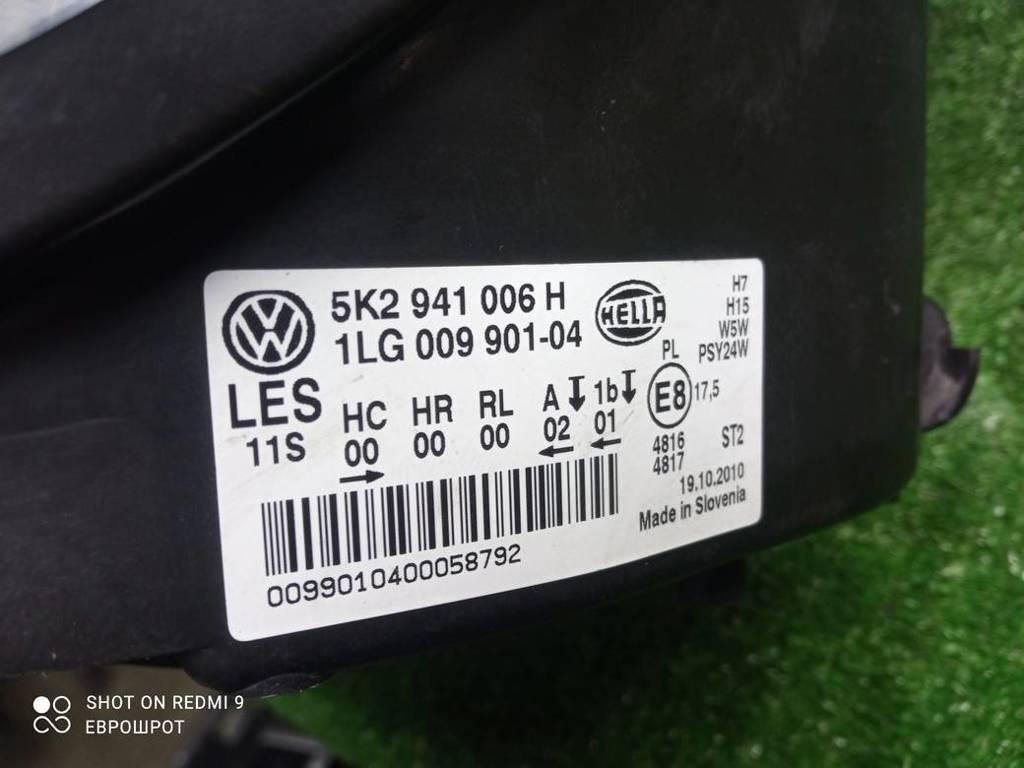 5K2 941 006 H
1LG 009 901-04
HELLA
H7
H15
W5W
PSY24W
LES
11S
HC HR RL A 1b
00 00 00 02 01
PL
E8 17,5
4816
4817
ST2
19.10.2010
Made in Slovenia
0099010400058792
SHOT ON REDMI 9
ЕВРОШРОТ